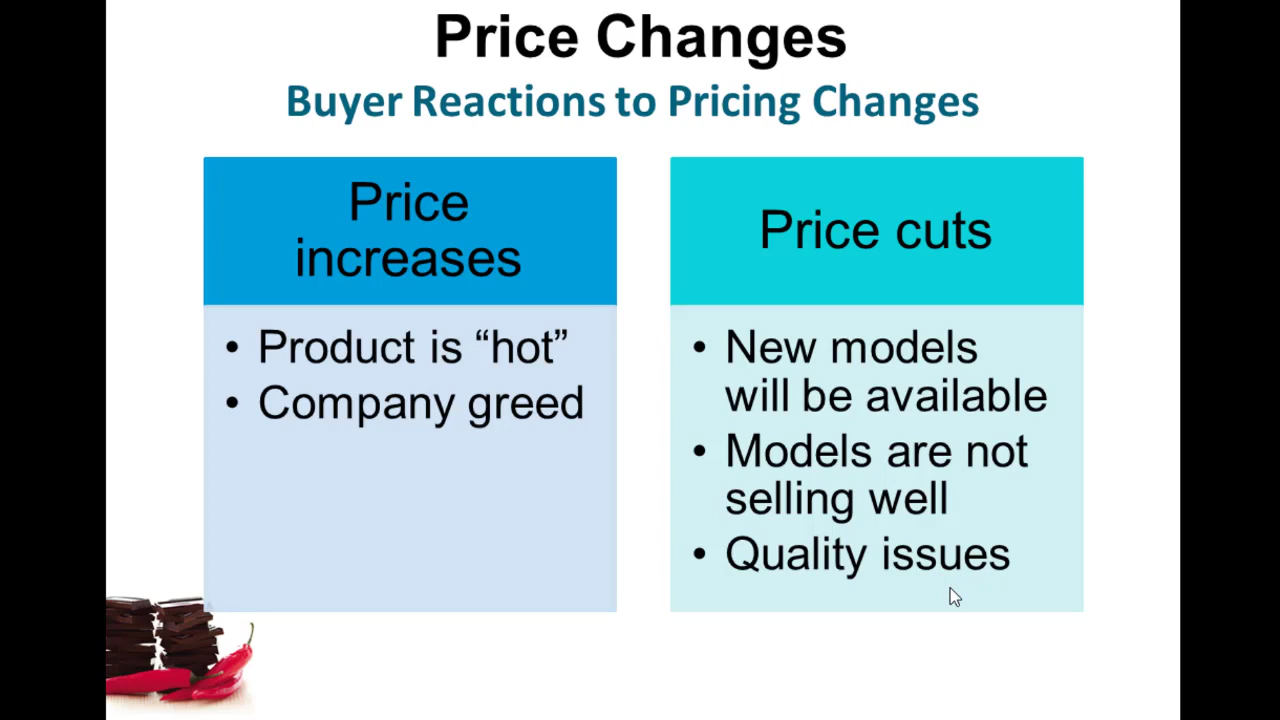 Price Changes
Buyer Reactions to Pricing Changes
Price
increases
• Product is “hot”
• Company greed
Price cuts
• New models
will be available
• Models are not
selling well
• Quality issues